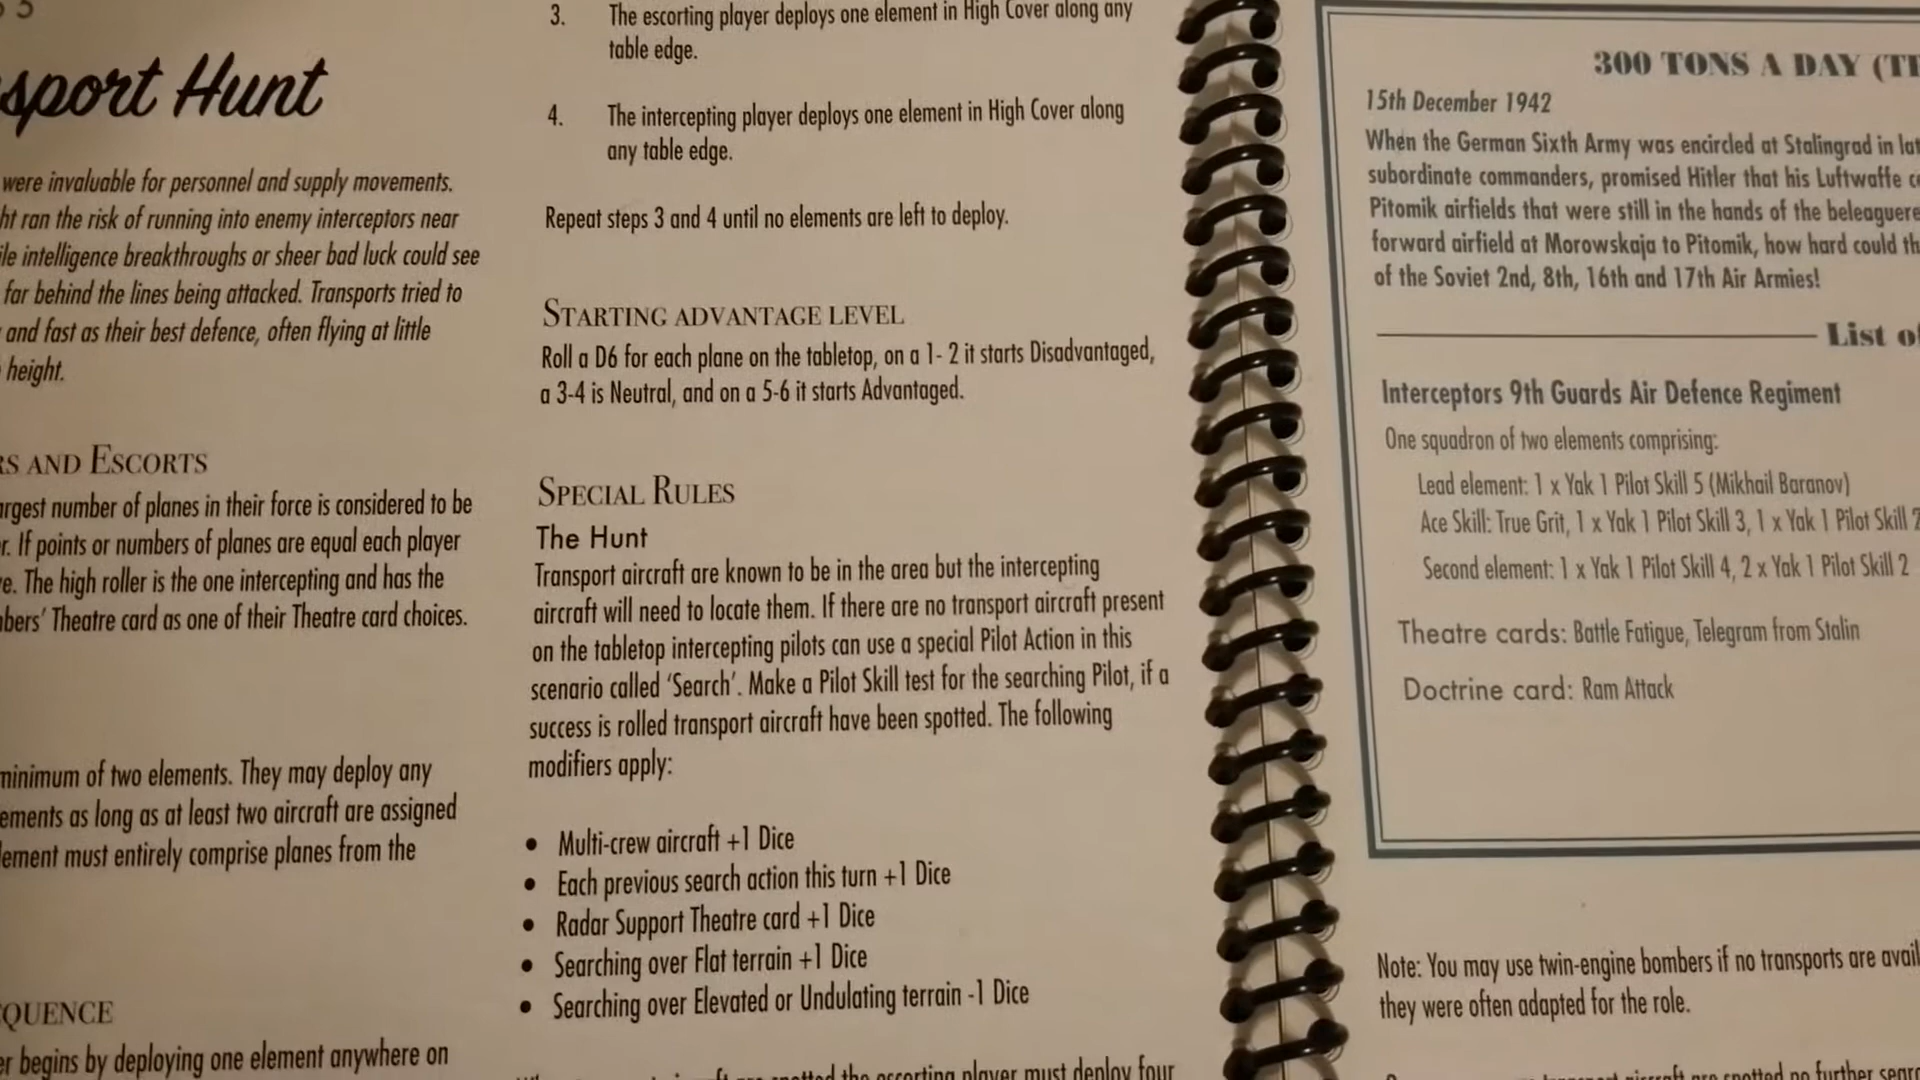 sport Hunt
were invaluable for personnel and supply movements.
ht ran the risk of running into enemy interceptors near
ile intelligence breakthroughs or sheer bad luck could see
far behind the lines being attacked. Transports tried to
and fast as their best defence, often flying at little
height.
RS AND ESCORTS
argest number of planes in their force is considered to be
r. If points or numbers of planes are equal each player
e. The high roller is the one intercepting and has the
bers' Theatre card as one of their Theatre card choices.
minimum of two elements. They may deploy any
ements as long as at least two aircraft are assigned
lement must entirely comprise planes from the
QUENCE
er begins by deploying one element anywhere on
3. The escorting player deploys one element in High Cover along any
table edge.
4. The intercepting player deploys one element in High Cover along
any table edge.
Repeat steps 3 and 4 until no elements are left to deploy.
STARTING ADVANTAGE LEVEL
Roll a D6 for each plane on the tabletop, on a 1- 2 it starts Disadvantaged,
a 3-4 is Neutral, and on a 5-6 it starts Advantaged.
SPECIAL RULES
The Hunt
Transport aircraft are known to be in the area but the intercepting
aircraft will need to locate them. If there are no transport aircraft present
on the tabletop intercepting pilots can use a special Pilot Action in this
scenario called 'Search'. Make a Pilot Skill test for the searching Pilot, if a
success is rolled transport aircraft have been spotted. The following
modifiers apply:
• Multi-crew aircraft +1 Dice
• Each previous search action this turn +1 Dice
• Radar Support Theatre card +1 Dice
• Searching over Flat terrain +1 Dice
• Searching over Elevated or Undulating terrain -1 Dice
spotted the escorting player must deploy four
300 TONS A DAY (T
15th December 1942
When the German Sixth Army was encircled at Stalingrad in lat
subordinate commanders, promised Hitler that his Luftwaffe c
Pitomik airfields that were still in the hands of the beleaguere
forward airfield at Morowskaja to Pitomik, how hard could th
of the Soviet 2nd, 8th, 16th and 17th Air Armies!
List o
Interceptors 9th Guards Air Defence Regiment
One squadron of two elements comprising:
Lead element: 1 x Yak 1 Pilot Skill 5 (Mikhail Baranov)
Ace Skill: True Grit, 1 x Yak 1 Pilot Skill 3, 1 x Yak 1 Pilot Skill 2
Second element: 1 x Yak 1 Pilot Skill 4, 2 x Yak 1 Pilot Skill 2
Theatre cards: Battle Fatigue, Telegram from Stalin
Doctrine card: Ram Attack
Note: You may use twin-engine bombers if no transports are avail
they were often adapted for the role.
aircraft are spotted no further searc